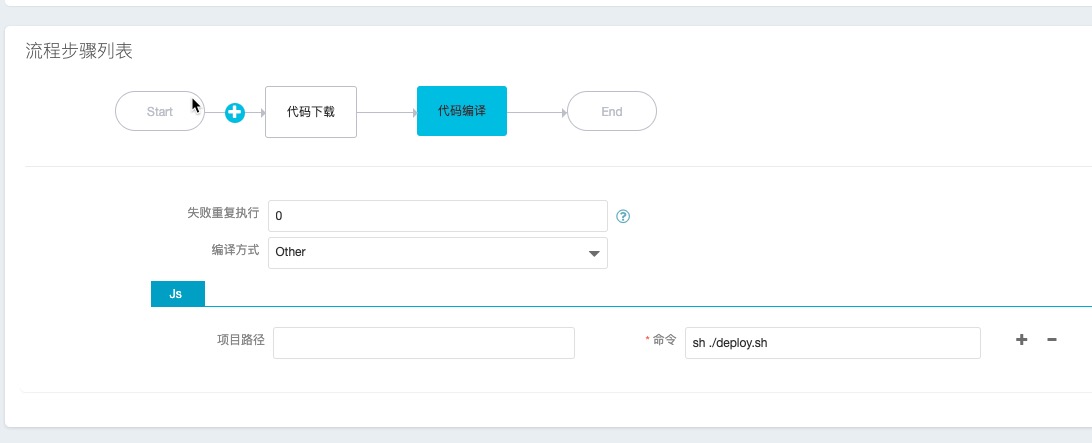 流程步骤列表
Start 代码下载 代码编译 End
失败重复执行 0 ?
编译方式 Other
Js
项目路径 * 命令 sh ./deploy.sh